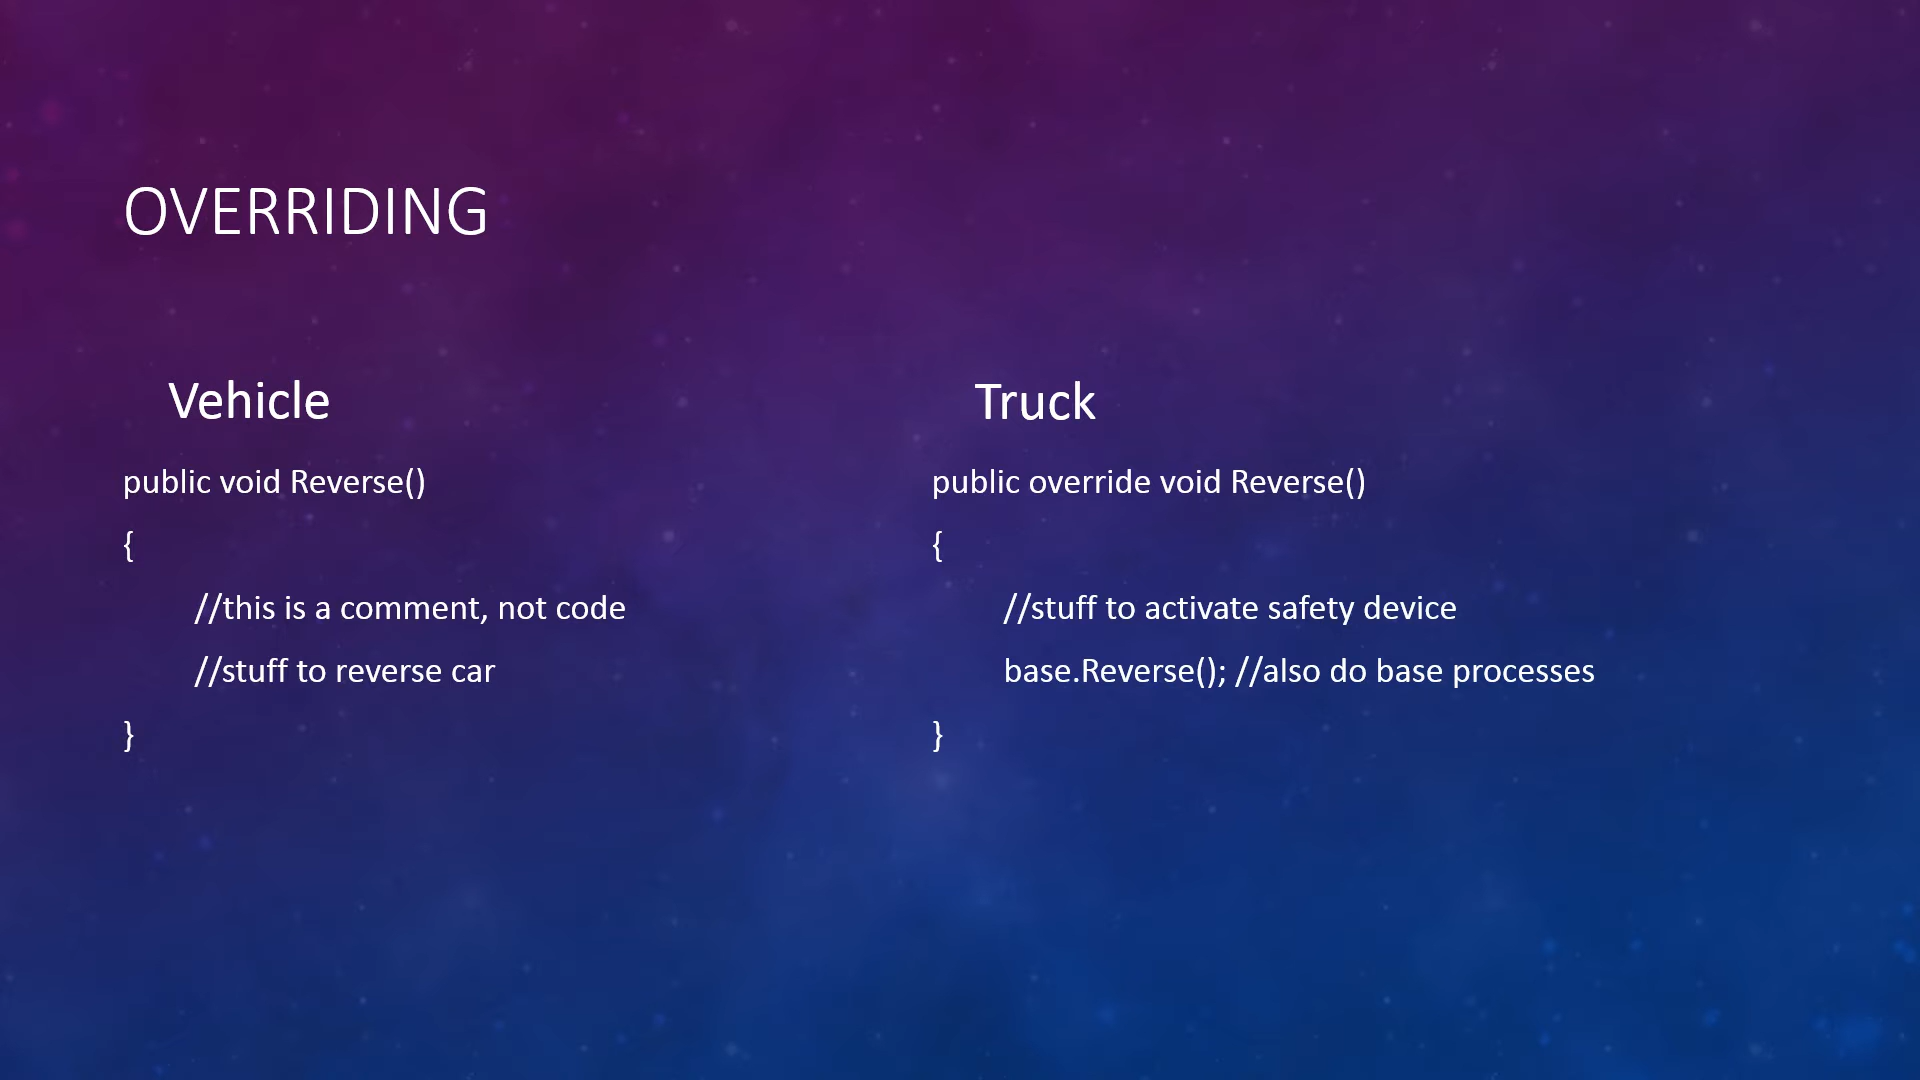 OVERRIDING
Vehicle
public void Reverse()
{
//this is a comment, not code
//stuff to reverse car
}
Truck
public override void Reverse()
{
//stuff to activate safety device
base.Reverse(); //also do base processes
}